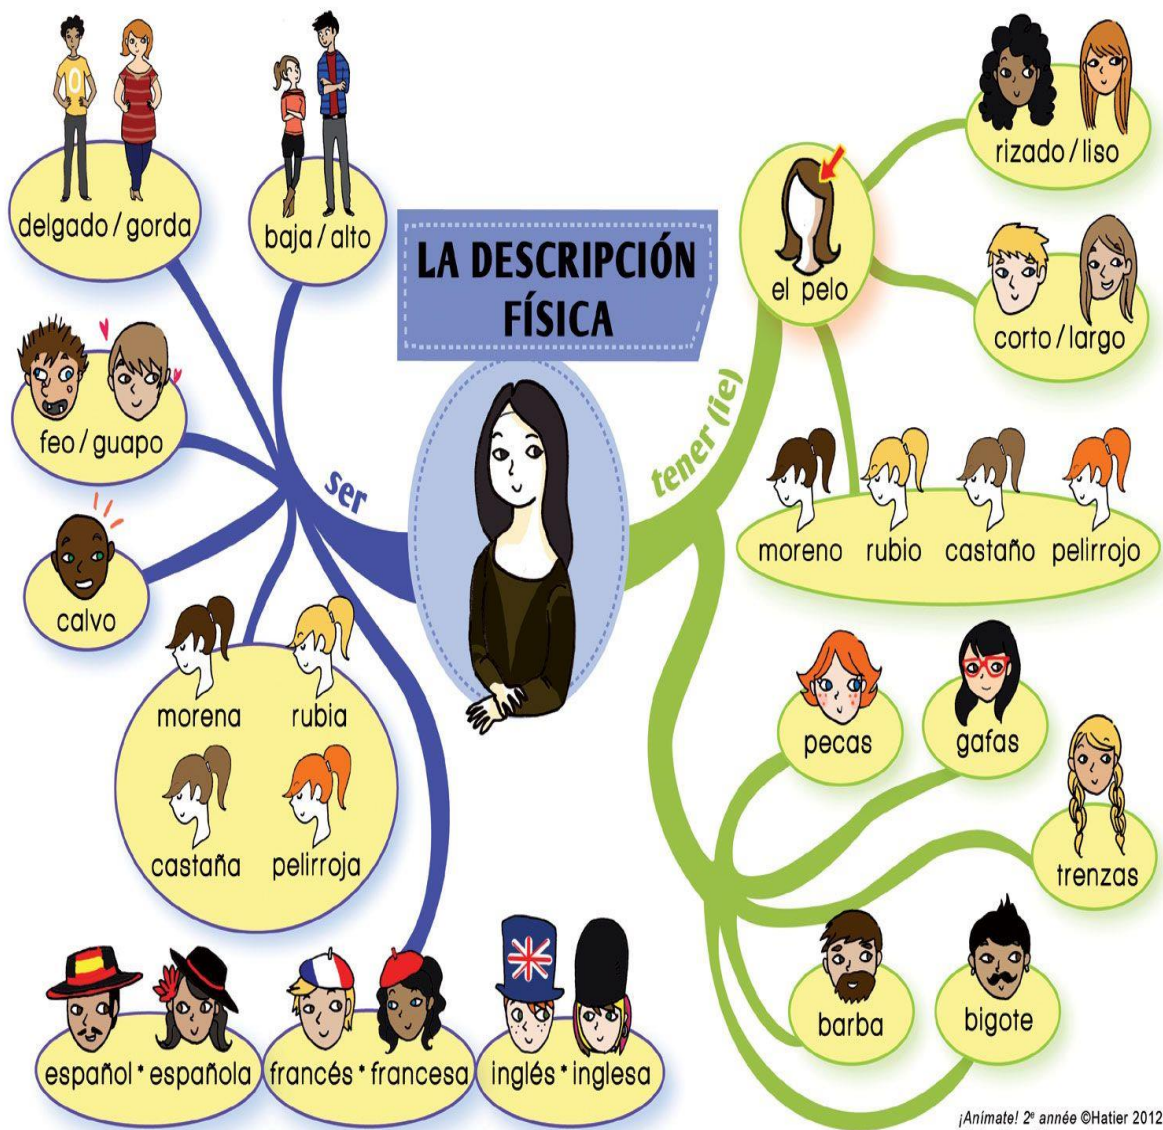 LA DESCRIPCIÓN
FÍSICA
ser
delgado / gorda
baja / alto
feo / guapo
calvo
morena rubia
castaña pelirroja
español * española
francés * francesa
inglés * inglesa
tener (ie)
el pelo
rizado / liso
corto / largo
moreno rubio castaño pelirrojo
pecas
gafas
trenzas
barba
bigote
¡Anímate! 2e année ©Hatier 2012
O